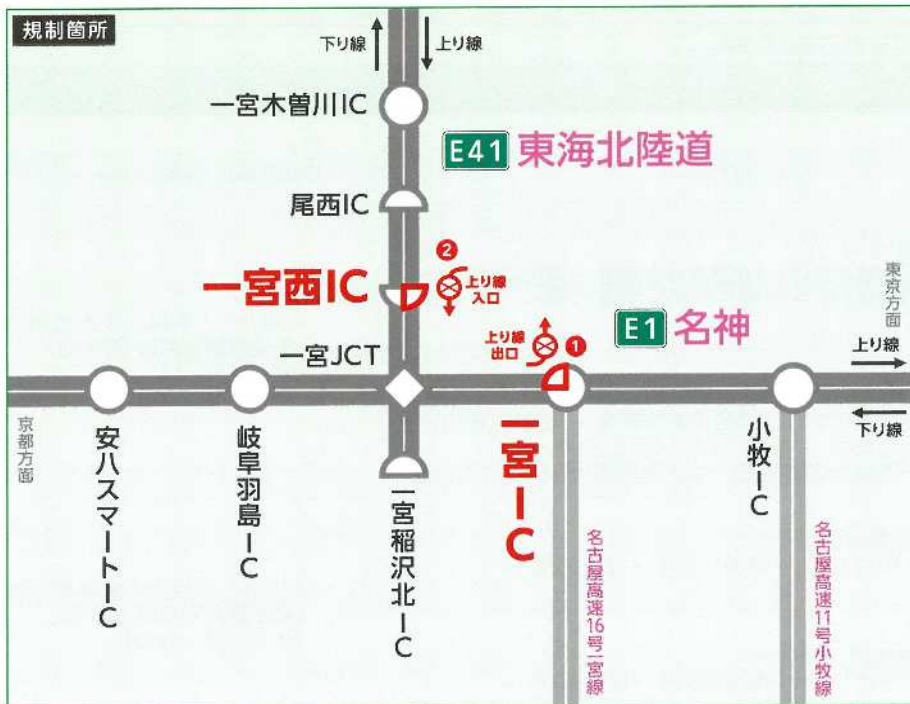 規制箇所
下り線
上り線
一宮木曽川IC
E41 東海北陸道
尾西IC
一宮西IC
2
上り線
入口
E1 名神
東京方面
上り線
下り線
上り線
出口
1
一宮JCT
京都方面
安八スマートIC
岐阜羽島IC
一宮稲沢北IC
一宮IC
小牧IC
名古屋高速16号一宮線
名古屋高速11号小牧線